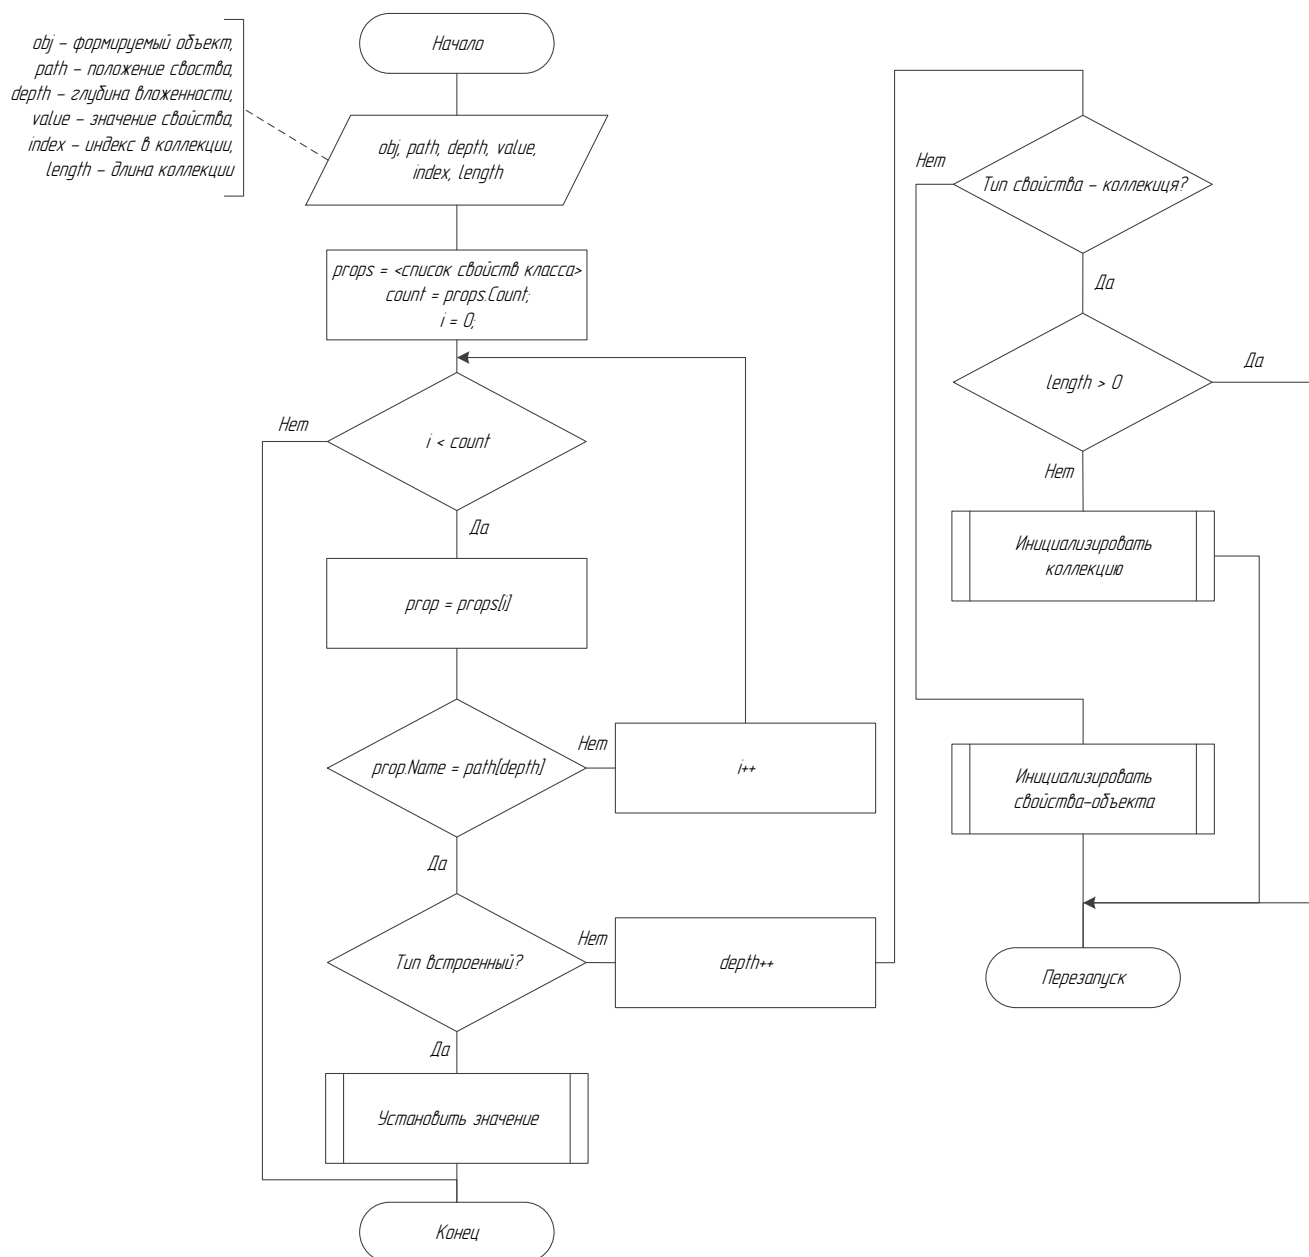 obj – формируемый объект,
path – положение своства,
depth – глубина вложенности,
value – значение свойства,
index – индекс в коллекции,
length – длина коллекции
Начало
obj, path, depth, value,
index, length
props = <список свойств класса>
count = props.Count;
i = 0;
Нет
i < count
Да
prop = props[i]
prop.Name = path[depth]
Нет
i++
Да
Тип встроенный?
Нет
depth++
Да
Установить значение
Конец
Нет
Тип свойства – коллекиця?
Да
length > 0
Да
Нет
Инициализировать
коллекцию
Инициализировать
свойства-объекта
Перезапуск